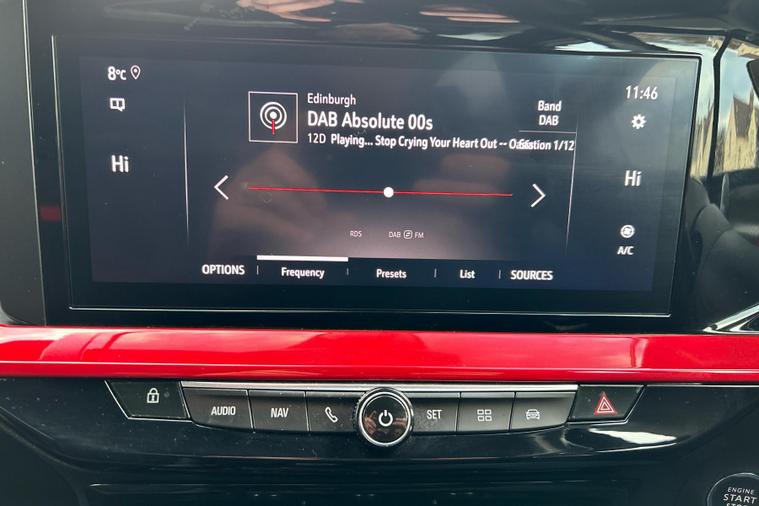 8°C
11:46
Edinburgh
DAB Absolute 00s
12D Playing... Stop Crying Your Heart Out -- Oasis
Band
DAB
Station 1/12
Hi
Hi
RDS DAB FM
A/C
OPTIONS Frequency Presets List SOURCES
AUDIO NAV SET
ENGINE
START
STOP